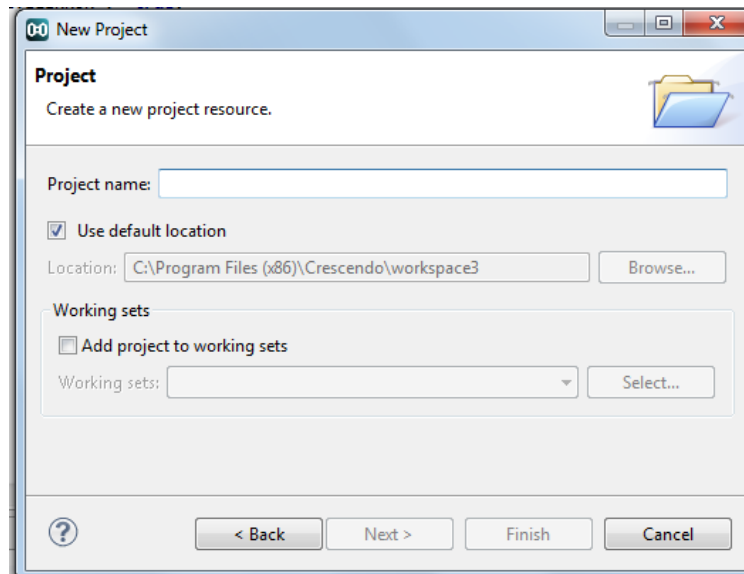 New Project
Project
Create a new project resource.
Project name:
Use default location
Location: C:\Program Files (x86)\Crescendo\workspace3 Browse...
Working sets
Add project to working sets
Working sets: Select...
? < Back Next > Finish Cancel